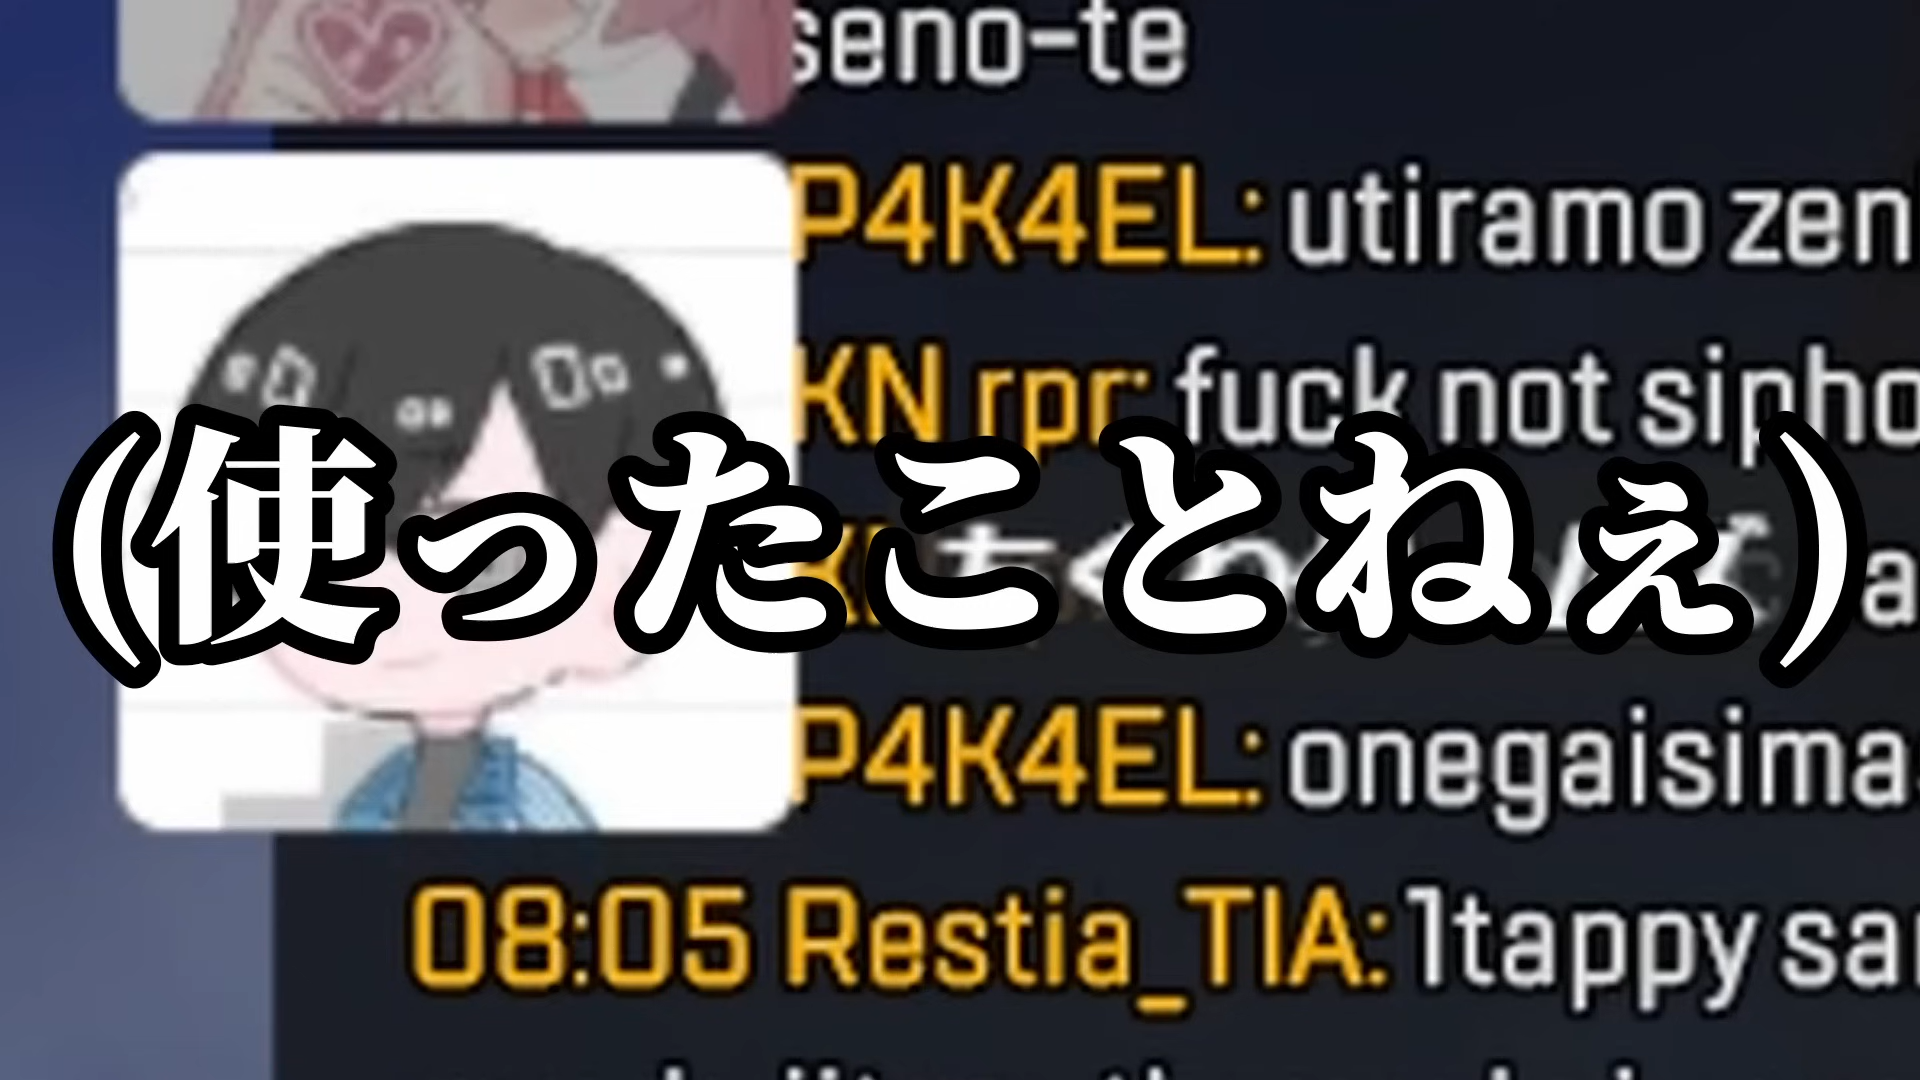 seno-te
P4K4EL: utiramo zen
KN rpr: fuck not sipho
(使ったことねぇ)
P4K4EL: onegaisima
08:05 Restia_TIA: 1tappy sa